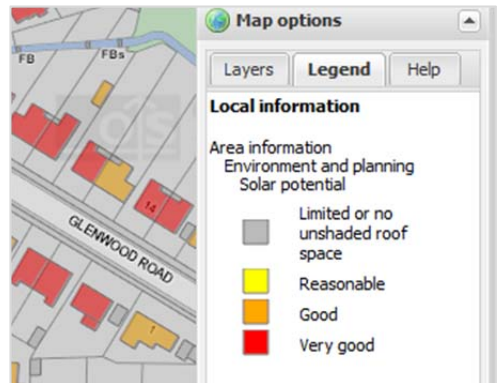 FB
FBs
14
GLENWOOD ROAD
1
Map options
Layers
Legend
Help
Local information
Area information
Environment and planning
Solar potential
Limited or no
unshaded roof
space
Reasonable
Good
Very good